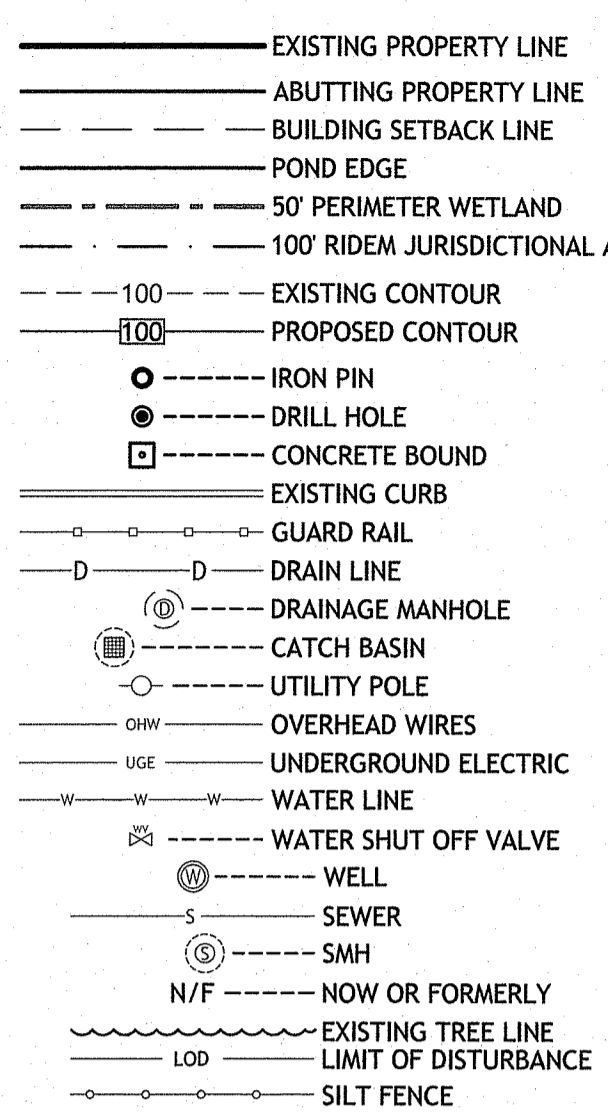 EXISTING PROPERTY LINE
ABUTTING PROPERTY LINE
BUILDING SETBACK LINE
POND EDGE
50' PERIMETER WETLAND
100' RIDEM JURISDICTIONAL
100 EXISTING CONTOUR
100 PROPOSED CONTOUR
IRON PIN
DRILL HOLE
CONCRETE BOUND
EXISTING CURB
GUARD RAIL
D D DRAIN LINE
D DRAINAGE MANHOLE
CATCH BASIN
UTILITY POLE
OHW OVERHEAD WIRES
UGE UNDERGROUND ELECTRIC
W W W WATER LINE
WV WATER SHUT OFF VALVE
W WELL
S SEWER
S SMH
N/F NOW OR FORMERLY
EXISTING TREE LINE
LOD LIMIT OF DISTURBANCE
SILT FENCE